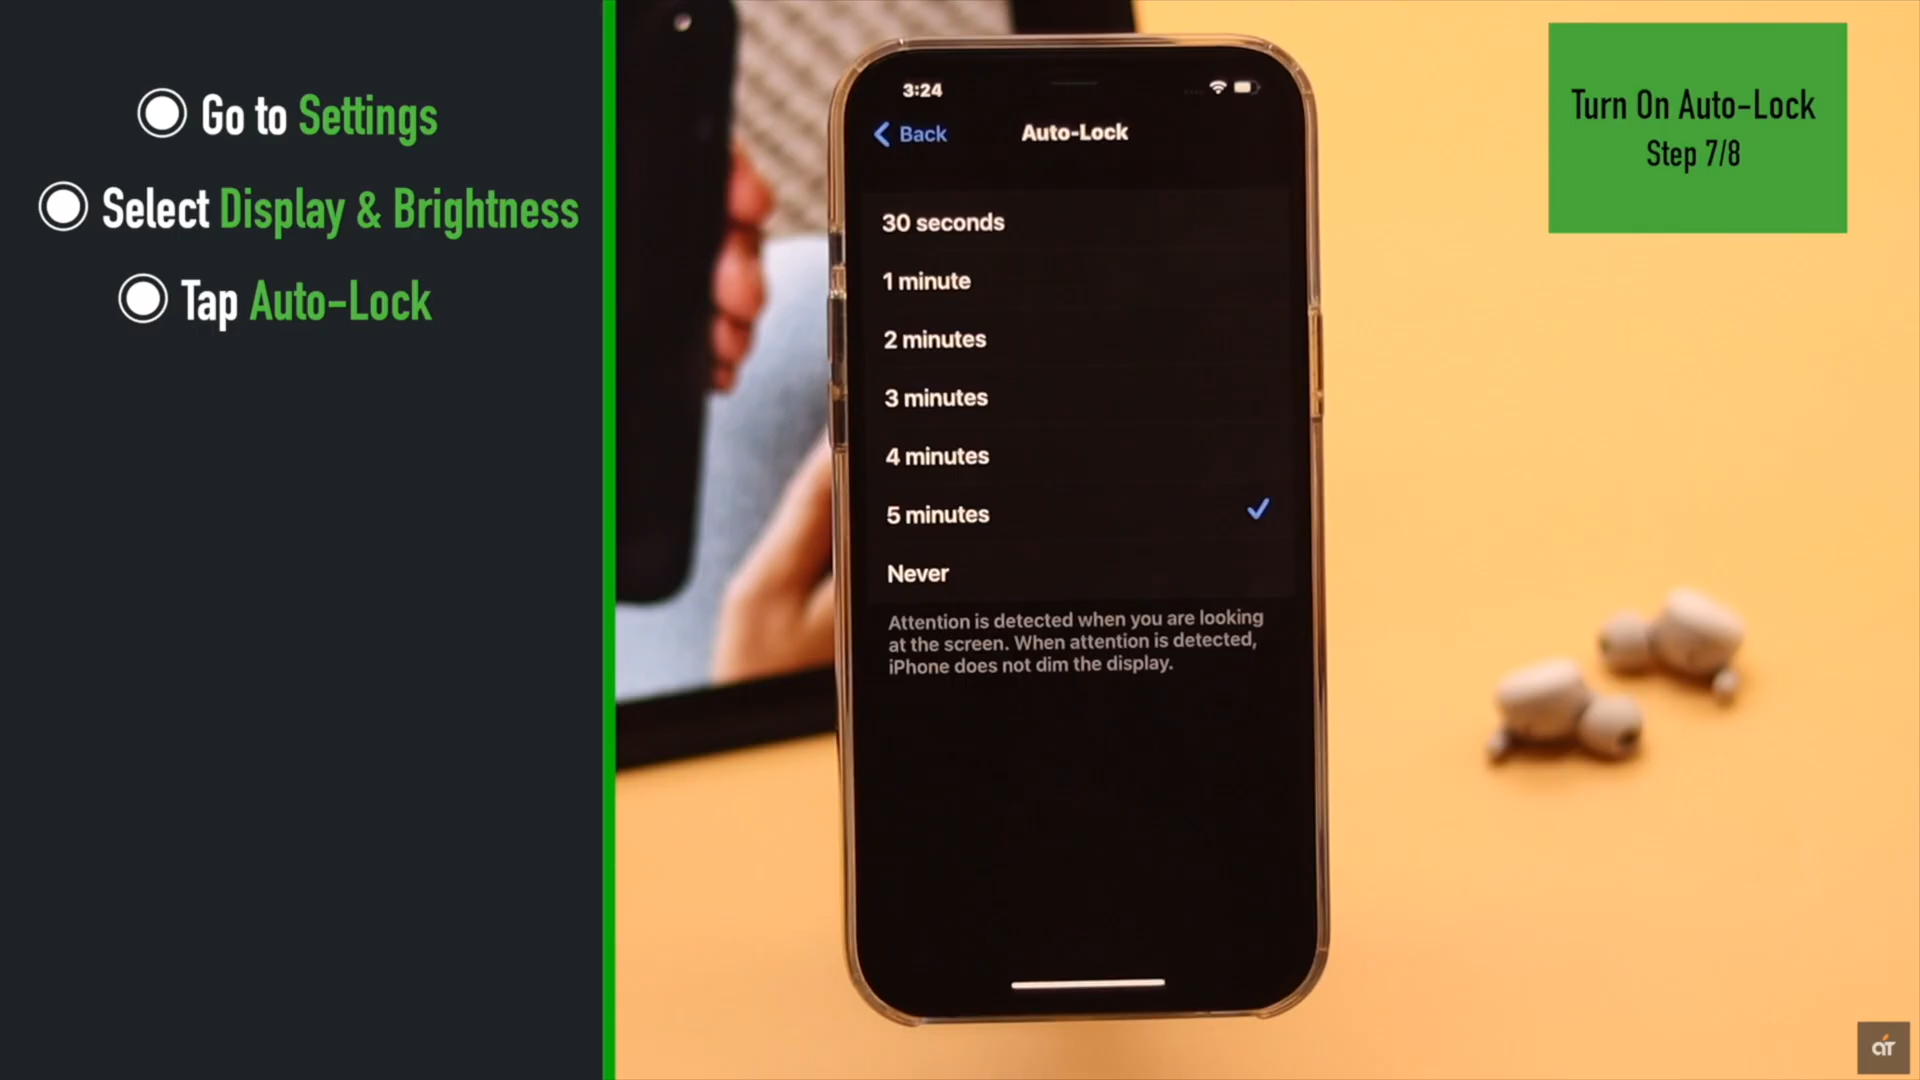 Go to Settings
Select Display & Brightness
Tap Auto-Lock
3:24
Back
Auto-Lock
30 seconds
1 minute
2 minutes
3 minutes
4 minutes
5 minutes
Never
Attention is detected when you are looking
at the screen. When attention is detected,
iPhone does not dim the display.
Turn On Auto-Lock
Step 7/8
aT